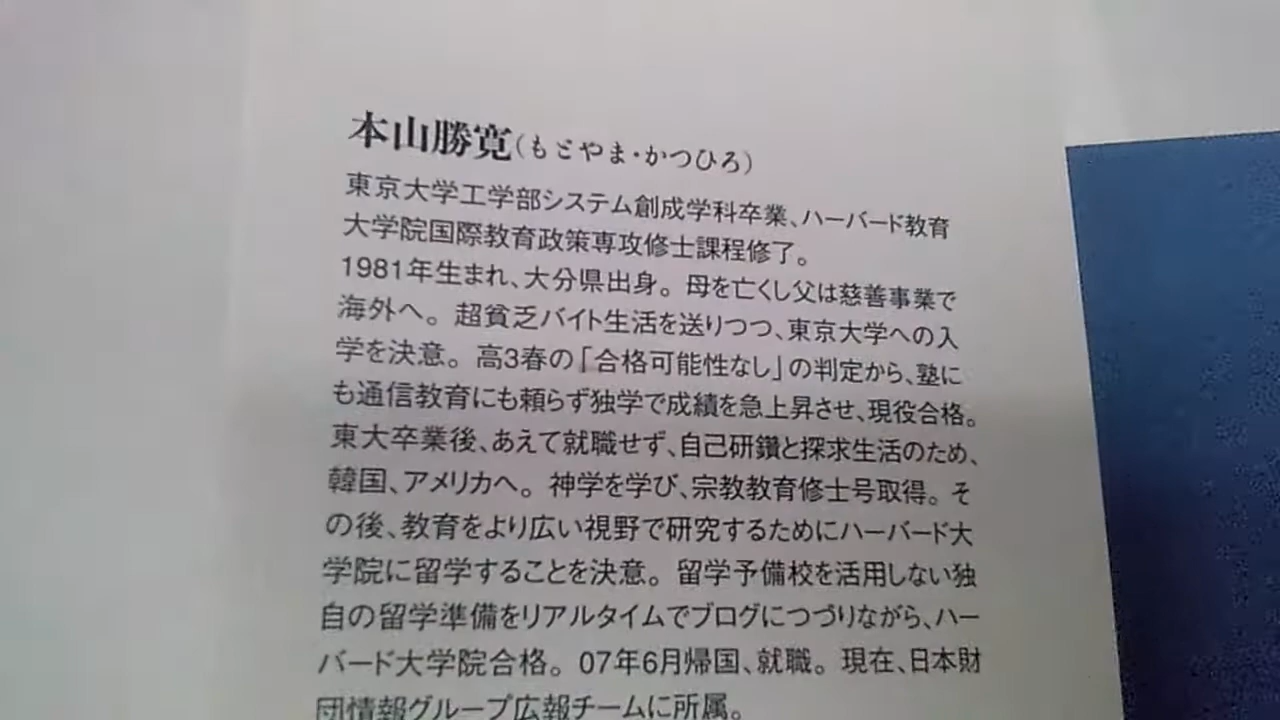 本山勝寛(もとやま・かつひろ)
東京大学工学部システム創成学科卒業、ハーバード教育
大学院国際教育政策専攻修士課程修了。
1981年生まれ、大分県出身。母を亡くし父は慈善事業で
海外へ。超貧乏バイト生活を送りつつ、東京大学への入
学を決意。高3春の「合格可能性なし」の判定から、塾に
も通信教育にも頼らず独学で成績を急上昇させ、現役合格。
東大卒業後、あえて就職せず、自己研鑽と探求生活のため、
韓国、アメリカへ。神学を学び、宗教教育修士号取得。そ
の後、教育をより広い視野で研究するためにハーバード大
学院に留学することを決意。留学予備校を活用しない独
自の留学準備をリアルタイムでブログにつづりながら、ハー
バード大学院合格。07年6月帰国、就職。現在、日本財
団情報グループ広報チームに所属。